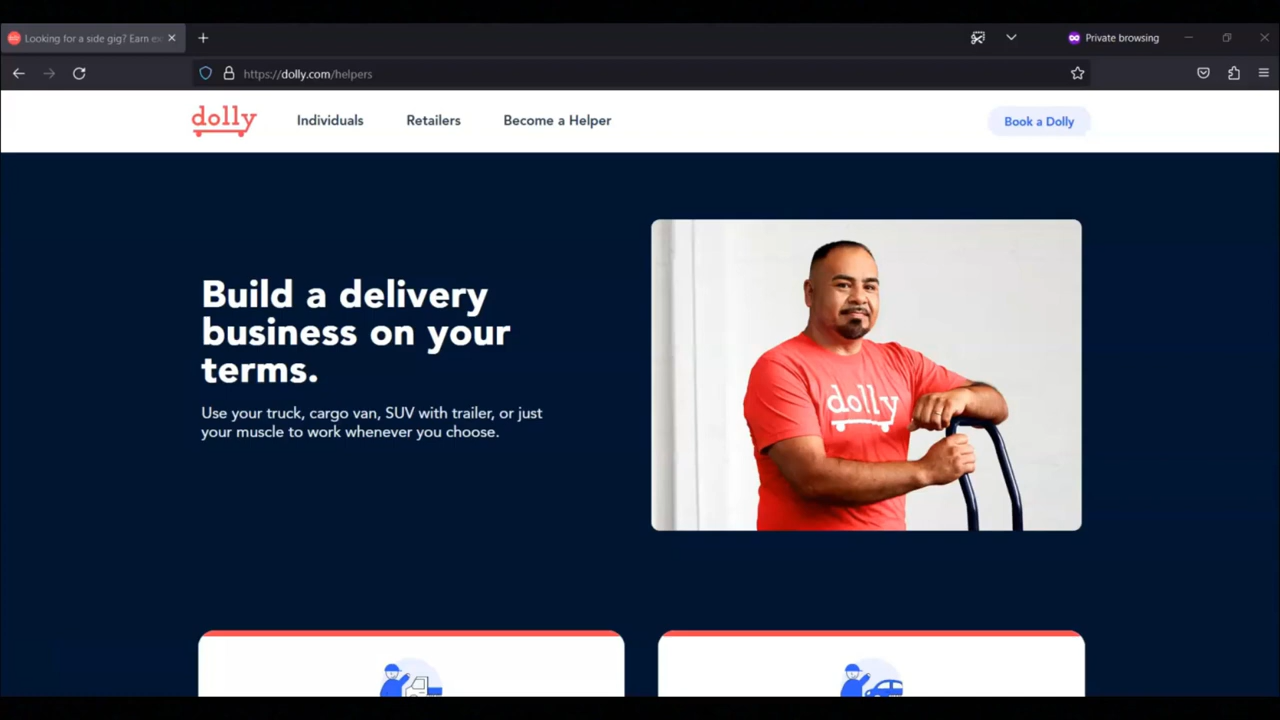 Looking for a side gig? Earn ex
Private browsing
https://dolly.com/helpers
dolly
Individuals
Retailers
Become a Helper
Book a Dolly
Build a delivery
business on your
terms.
Use your truck, cargo van, SUV with trailer, or just
your muscle to work whenever you choose.
dolly